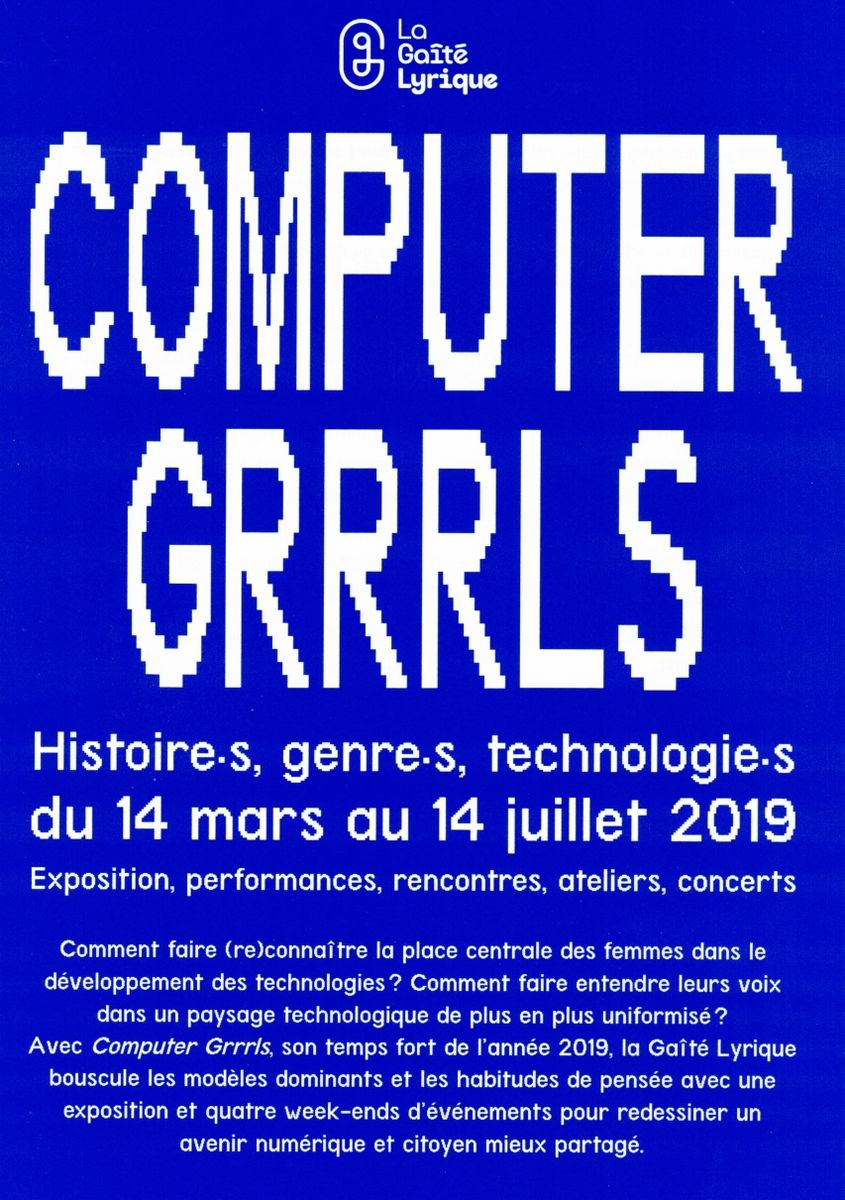 La
Gaîté
Lyrique
COMPUTER
GRRRLS
Histoire·s, genre·s, technologie·s
du 14 mars au 14 juillet 2019
Exposition, performances, rencontres, ateliers, concerts
Comment faire (re)connaître la place centrale des femmes dans le
développement des technologies ? Comment faire entendre leurs voix
dans un paysage technologique de plus en plus uniformisé ?
Avec Computer Grrrls, son temps fort de l'année 2019, la Gaîté Lyrique
bouscule les modèles dominants et les habitudes de pensée avec une
exposition et quatre week-ends d'événements pour redessiner un
avenir numérique et citoyen mieux partagé.